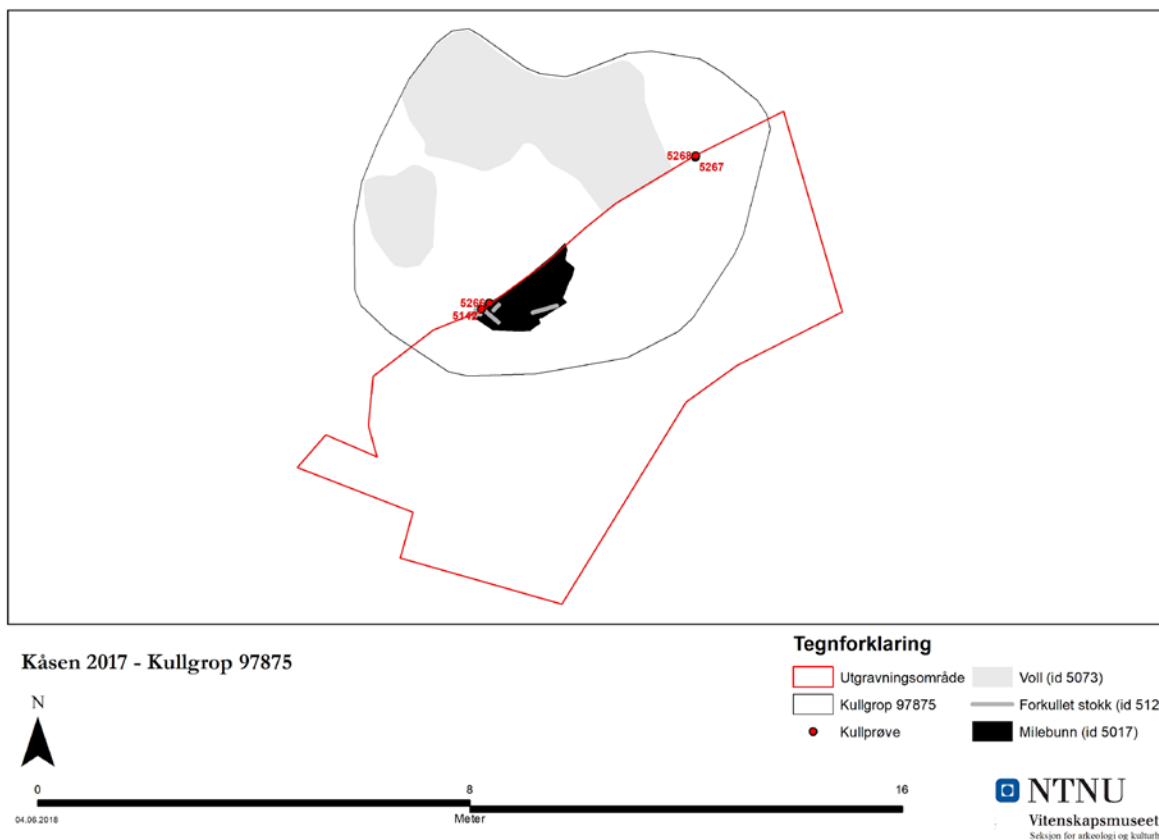 5268
5267
5266
5142
Kåsen 2017 - Kullgrop 97875
N
0 8 16
Meter
04.06.2018
Tegnforklaring
Utgravningsområde
Kullgrop 97875
Kullprøve
Voll (id 5073)
Forkullet stokk (id 512
Milebunn (id 5017)
NTNU
Vitenskapsmuseet
Seksjon for arkeologi og kulturh